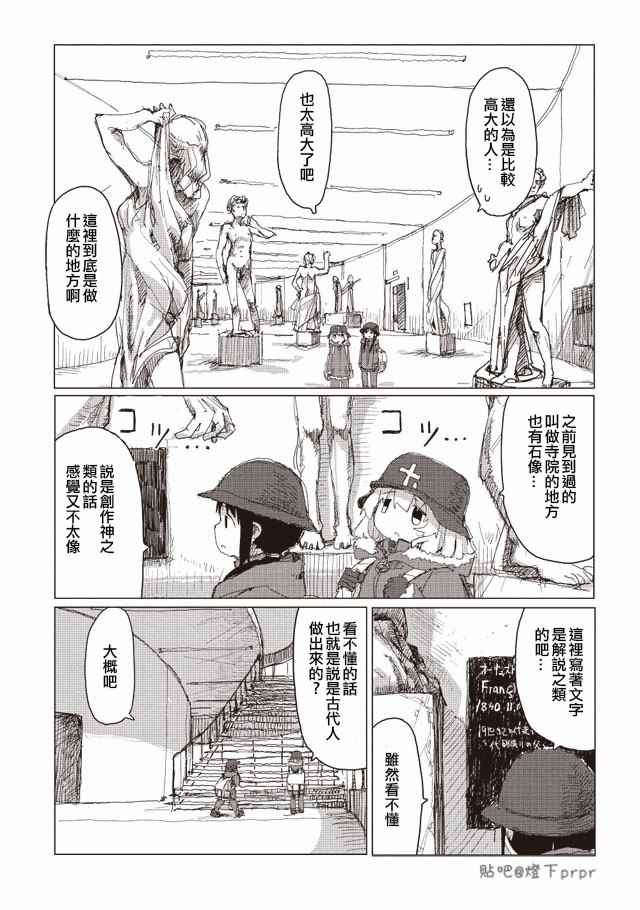 還以為是比較
高大的人…
也太高大了吧
這裡到底是做
什麼的地方啊
之前見到過的
叫做寺院的地方
也有石像…
コッ…
コッ…
說是創作神之
類的話
感覺又不太像
這裡寫著文字
是解說之類
的吧…
Franç
1840.11.
雖然看不懂
看不懂的話
也就是說是古代人
做出來的?
大概吧
貼吧@燈下prpr